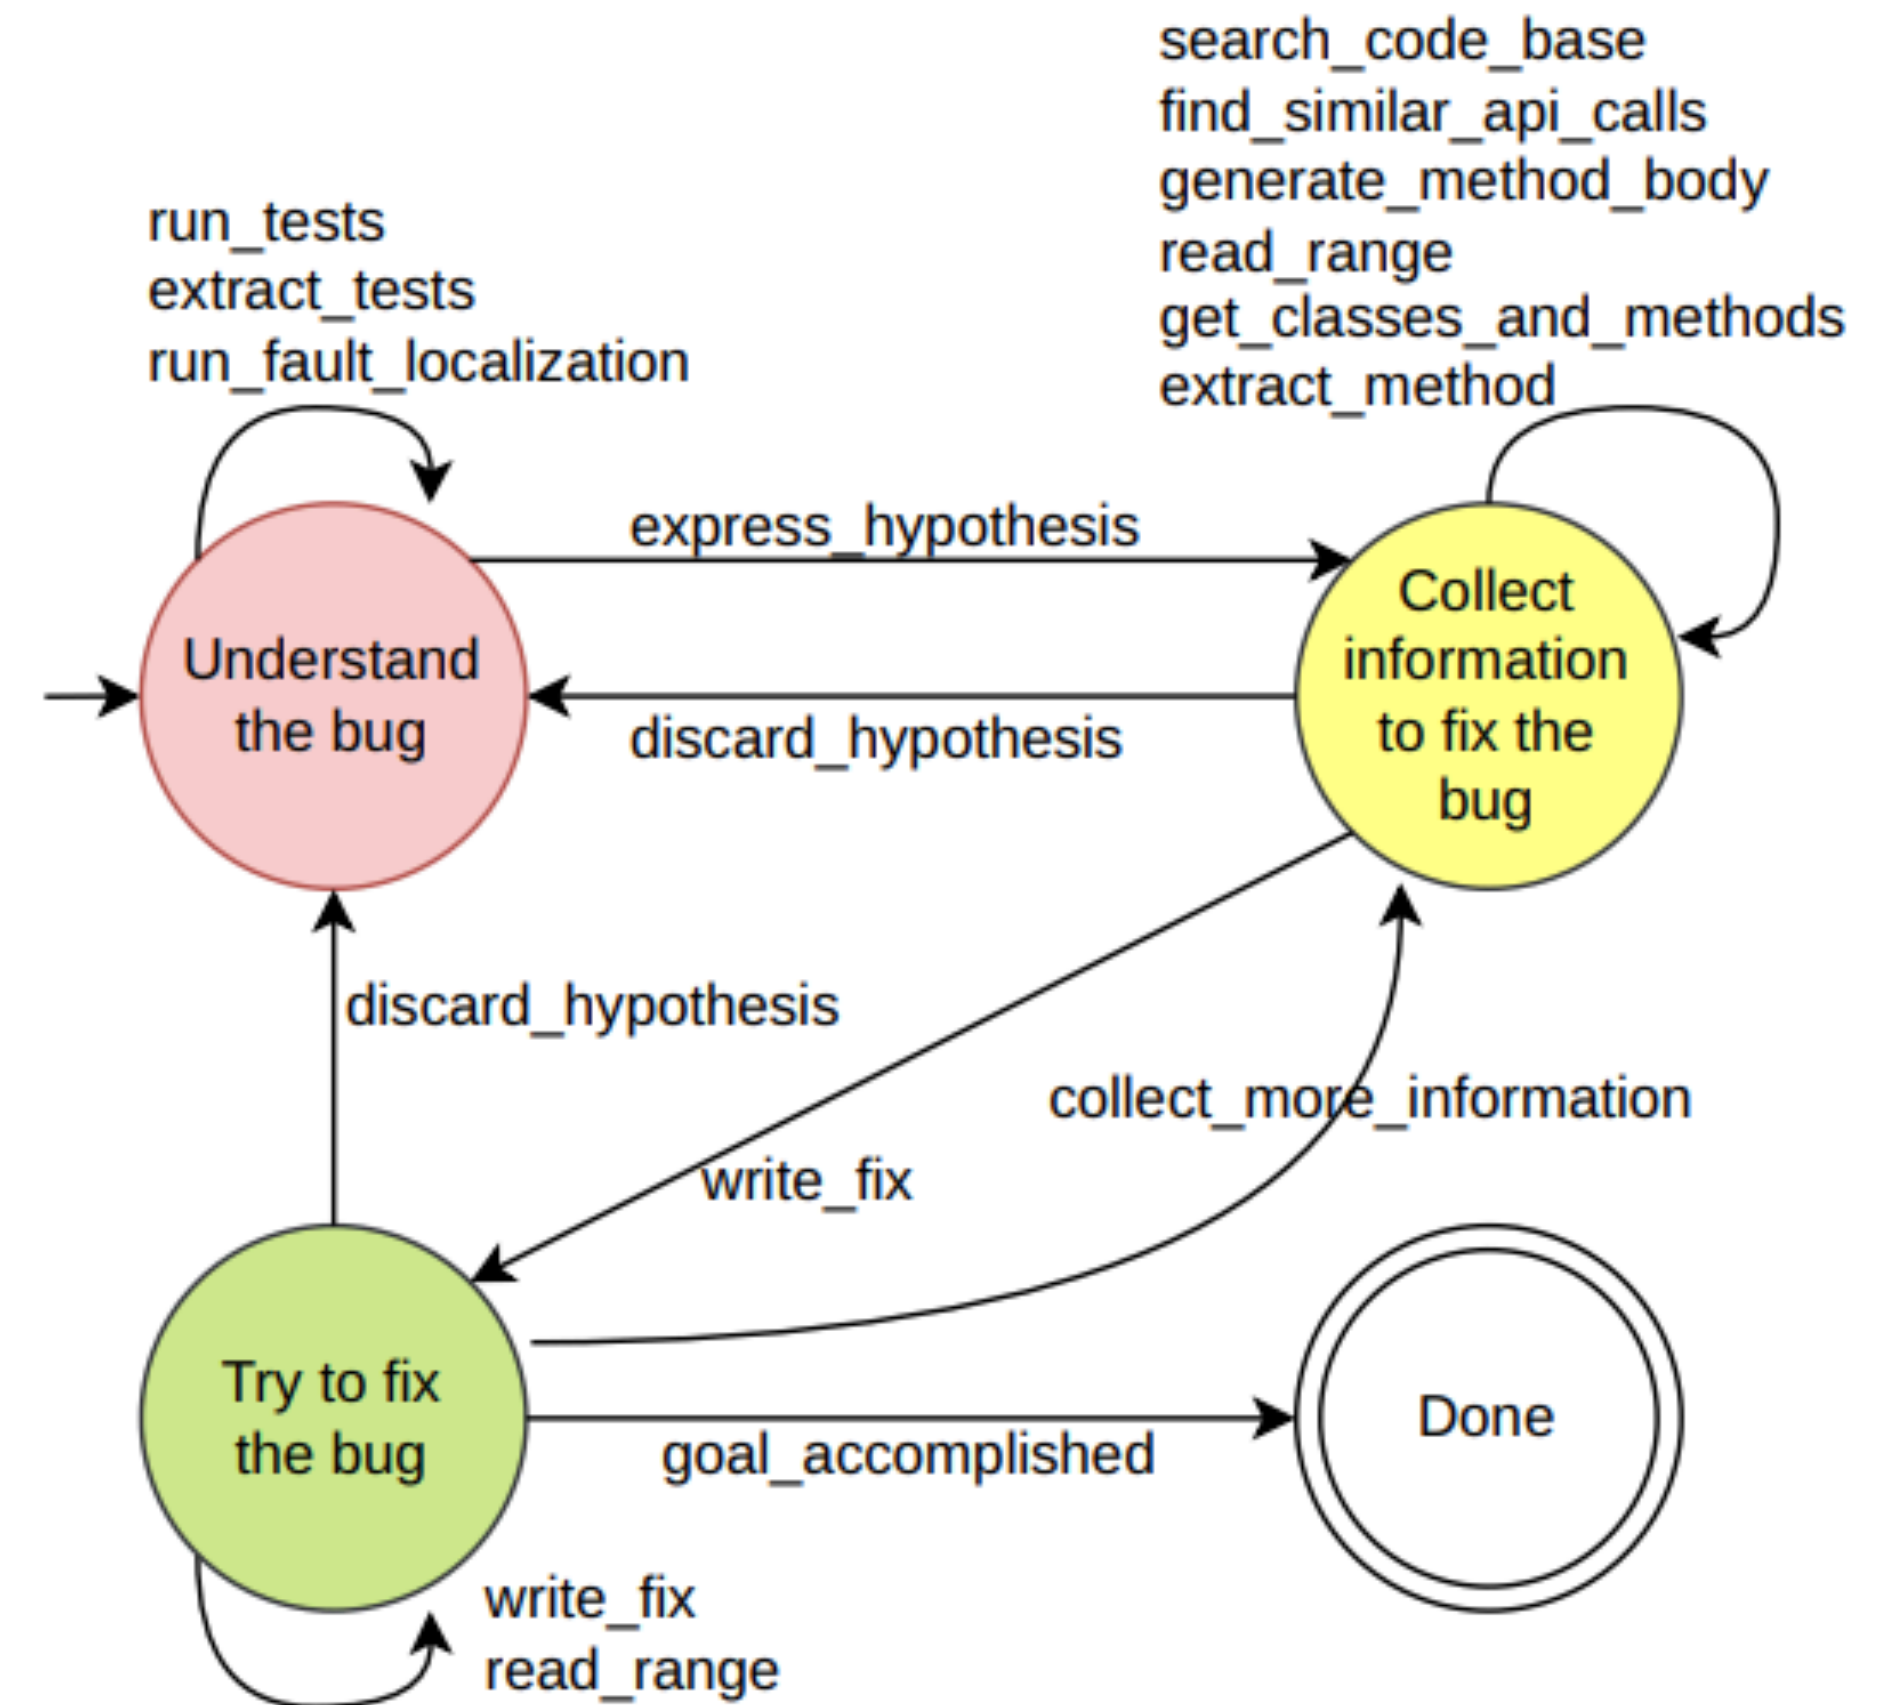 search_code_base
find_similar_api_calls
generate_method_body
read_range
get_classes_and_methods
extract_method
run_tests
extract_tests
run_fault_localization
express_hypothesis
Understand
the bug
Collect
information
to fix the
bug
discard_hypothesis
discard_hypothesis
collect_more_information
write_fix
Try to fix
the bug
Done
goal_accomplished
write_fix
read_range